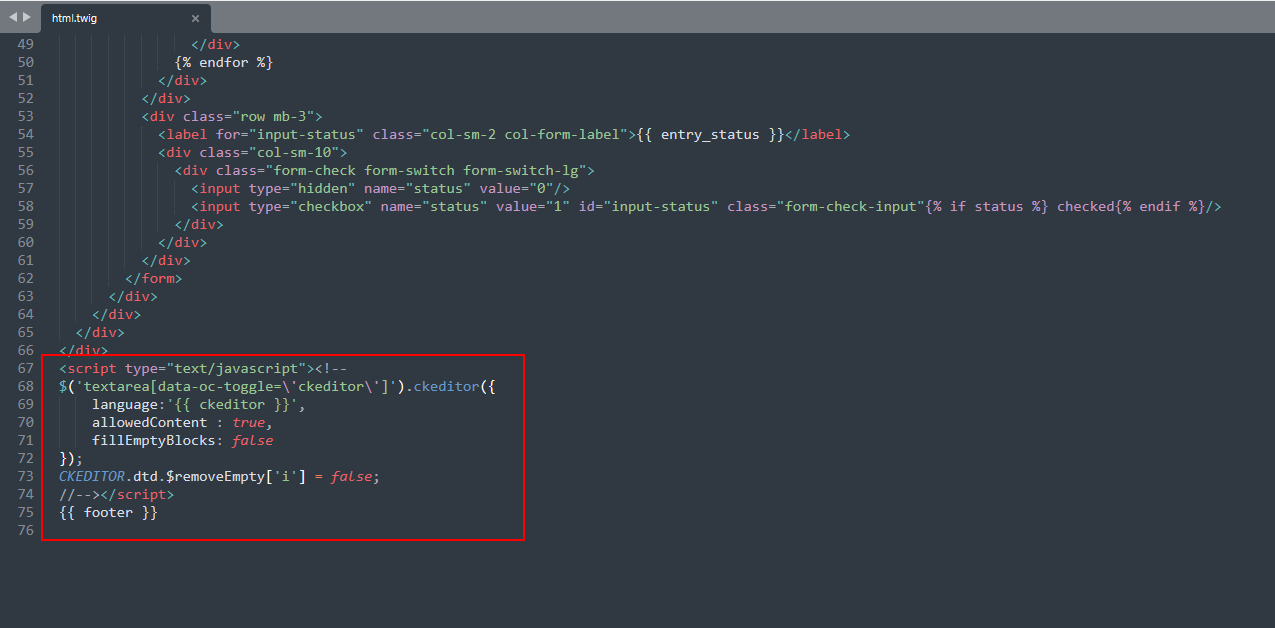 html.twig ×
49 </div>
50 {% endfor %}
51 </div>
52 </div>
53 <div class="row mb-3">
54 <label for="input-status" class="col-sm-2 col-form-label">{{ entry_status }}</label>
55 <div class="col-sm-10">
56 <div class="form-check form-switch form-switch-lg">
57 <input type="hidden" name="status" value="0"/>
58 <input type="checkbox" name="status" value="1" id="input-status" class="form-check-input"{% if status %} checked{% endif %}/>
59 </div>
60 </div>
61 </div>
62 </form>
63 </div>
64 </div>
65 </div>
66 </div>
67 <script type="text/javascript"><!--
68 $('textarea[data-oc-toggle=\'ckeditor\']').ckeditor({
69 language:'{{ ckeditor }}',
70 allowedContent : true,
71 fillEmptyBlocks: false
72 });
73 CKEDITOR.dtd.$removeEmpty['i'] = false;
74 //--></script>
75 {{ footer }}
76